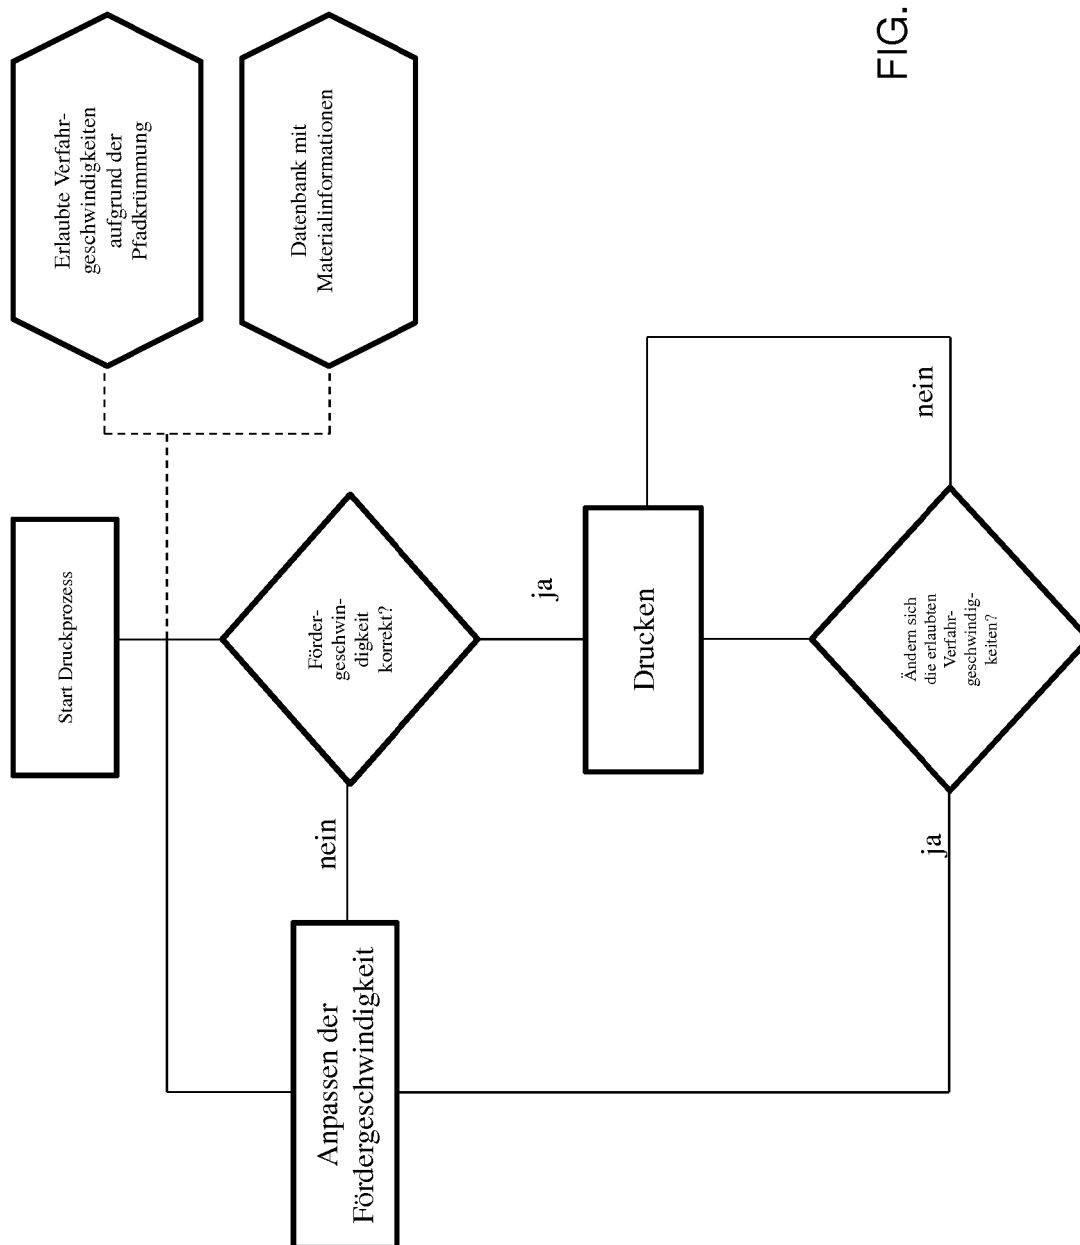 Erlaubte Verfahr-
geschwindigkeiten
aufgrund der
Pfadkrümmung
Datenbank mit
Materialinformationen
Start Druckprozess
Förder-
geschwin-
digkeit
korrekt?
nein
ja
Anpassen der
Fördergeschwindigkeit
Drucken
Ändern sich
die erlaubten
Verfahr-
geschwindig-
keiten?
nein
ja
FIG.